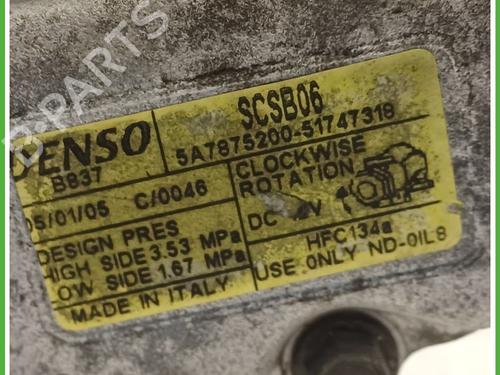 B-PARTS
DENSO
SCSB06
B837
5A7875200-51747318
05/01/05 C/0046
CLOCKWISE
ROTATION
DC
DESIGN PRES
HIGH SIDE 3.53 MPa
LOW SIDE 1.67 MPa
MADE IN ITALY
HFC134a
USE ONLY ND-OIL8